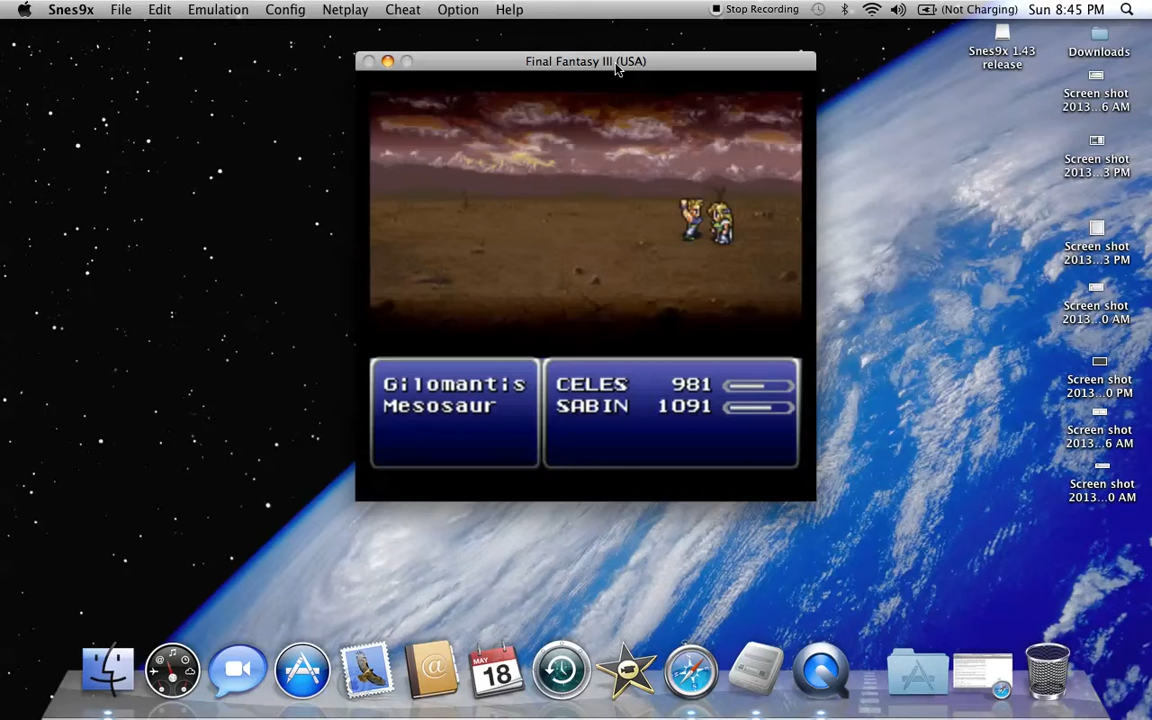 Snes9x File Edit Emulation Config Netplay Cheat Option Help Stop Recording (Not Charging) Sun 8:45 PM
Final Fantasy III (USA)
Snes9x 1.43
release
Downloads
Screen shot
2013...6 AM
Screen shot
2013...3 PM
Screen shot
2013...3 PM
Screen shot
2013...0 AM
Screen shot
2013...0 PM
Screen shot
2013...6 AM
Screen shot
2013...0 AM
Gilomantis
Mesosaur
CELES 981
SABIN 1091
MAY
18